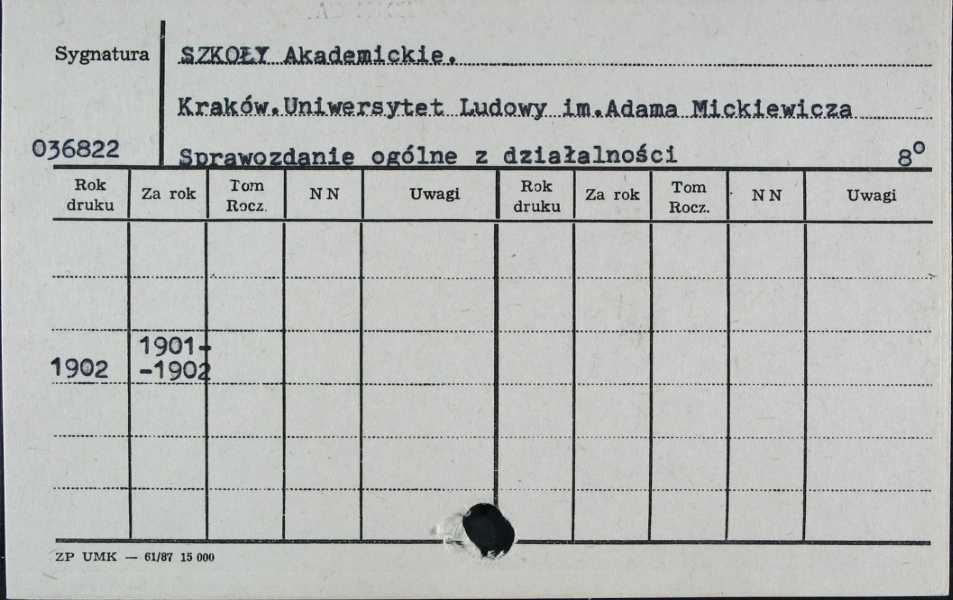 Sygnatura SZKOŁY Akademickie.
Kraków.Uniwersytet Ludowy im.Adama Mickiewicza
036822 Sprawozdanie ogólne z działalności 8°
Rok druku Za rok Tom Rocz. N N Uwagi Rok druku Za rok Tom Rocz. N N Uwagi
1901-
1902 -1902
ZP UMK — 61/87 15 000